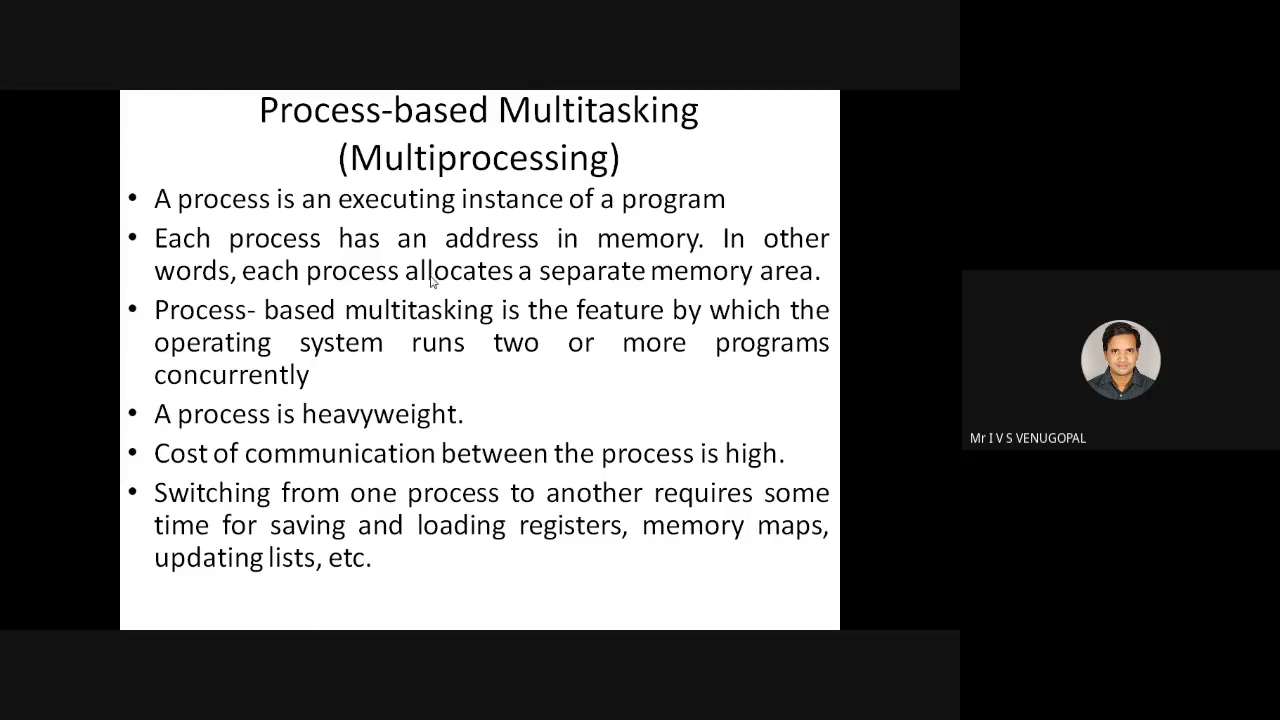 Process-based Multitasking
(Multiprocessing)
• A process is an executing instance of a program
• Each process has an address in memory. In other
words, each process allocates a separate memory area.
• Process- based multitasking is the feature by which the
operating system runs two or more programs
concurrently
• A process is heavyweight.
• Cost of communication between the process is high.
• Switching from one process to another requires some
time for saving and loading registers, memory maps,
updating lists, etc.
Mr I V S VENUGOPAL